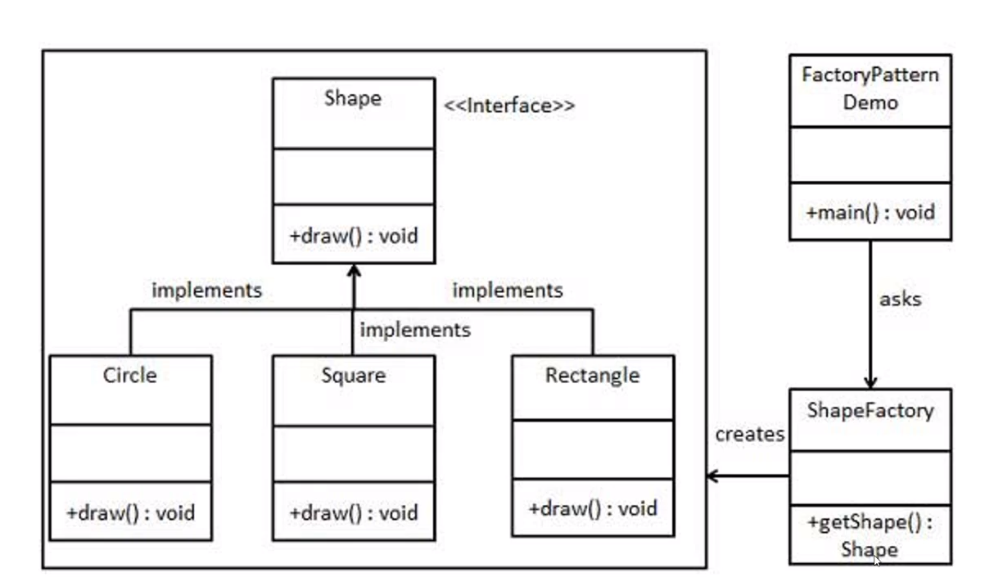 Shape
<<Interface>>
+draw() : void
implements
implements
implements
Circle
+draw() : void
Square
+draw() : void
Rectangle
+draw() : void
FactoryPattern
Demo
+main() : void
asks
creates
ShapeFactory
+getShape() :
Shape